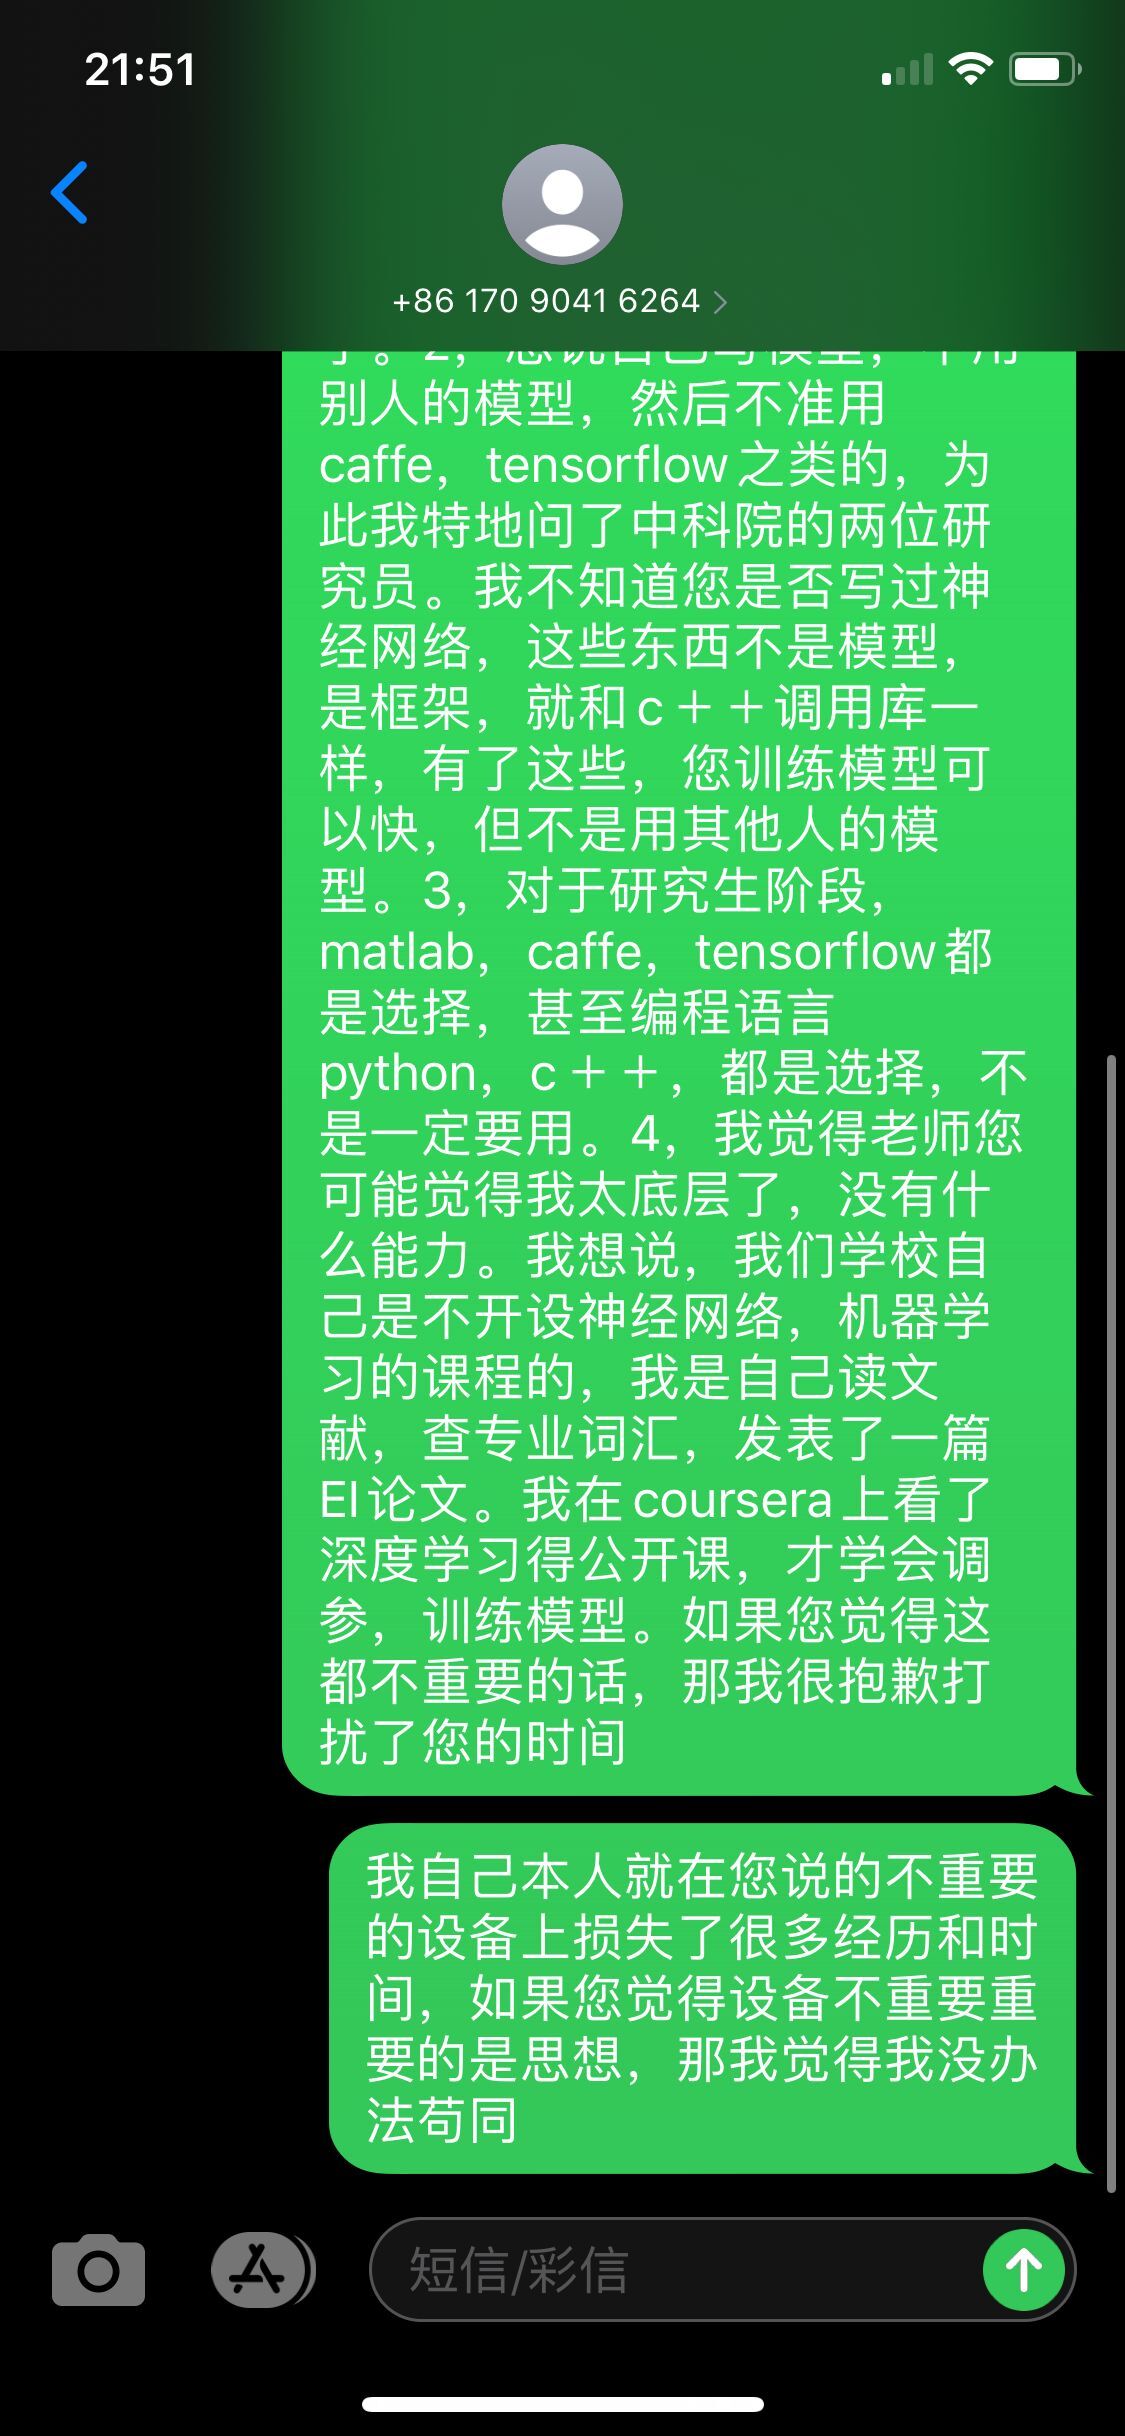 21:51
+86 170 9041 6264
别人的模型，然后不准用
caffe，tensorflow之类的，为
此我特地问了中科院的两位研
究员。我不知道您是否写过神
经网络，这些东西不是模型，
是框架，就和c＋＋调用库一
样，有了这些，您训练模型可
以快，但不是用其他人的模
型。3，对于研究生阶段，
matlab，caffe，tensorflow都
是选择，甚至编程语言
python，c＋＋，都是选择，不
是一定要用。4，我觉得老师您
可能觉得我太底层了，没有什
么能力。我想说，我们学校自
己是不开设神经网络，机器学
习的课程的，我是自己读文
献，查专业词汇，发表了一篇
EI论文。我在coursera上看了
深度学习得公开课，才学会调
参，训练模型。如果您觉得这
都不重要的话，那我很抱歉打
扰了您的时间
我自己本人就在您说的不重要
的设备上损失了很多经历和时
间，如果您觉得设备不重要重
要的是思想，那我觉得我没办
法苟同
短信/彩信